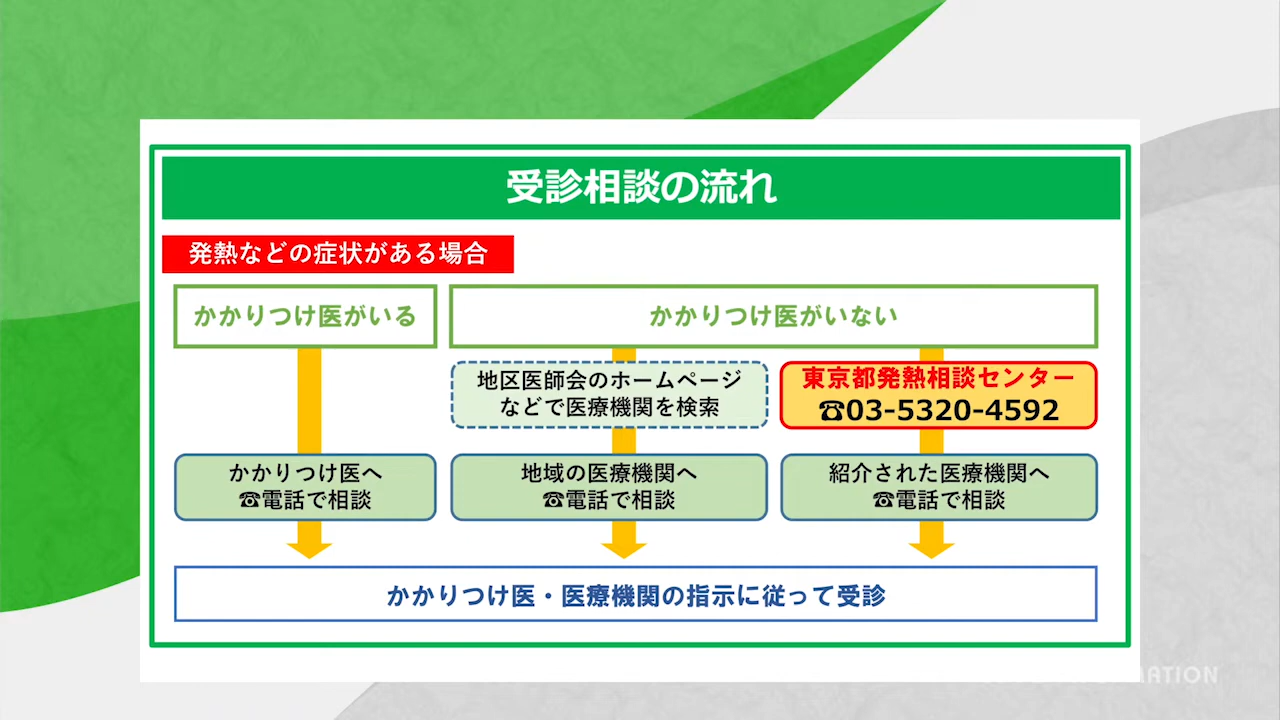 受診相談の流れ
発熱などの症状がある場合
かかりつけ医がいる
かかりつけ医がいない
地区医師会のホームページ
などで医療機関を検索
東京都発熱相談センター
☎03-5320-4592
かかりつけ医へ
☎電話で相談
地域の医療機関へ
☎電話で相談
紹介された医療機関へ
☎電話で相談
かかりつけ医・医療機関の指示に従って受診